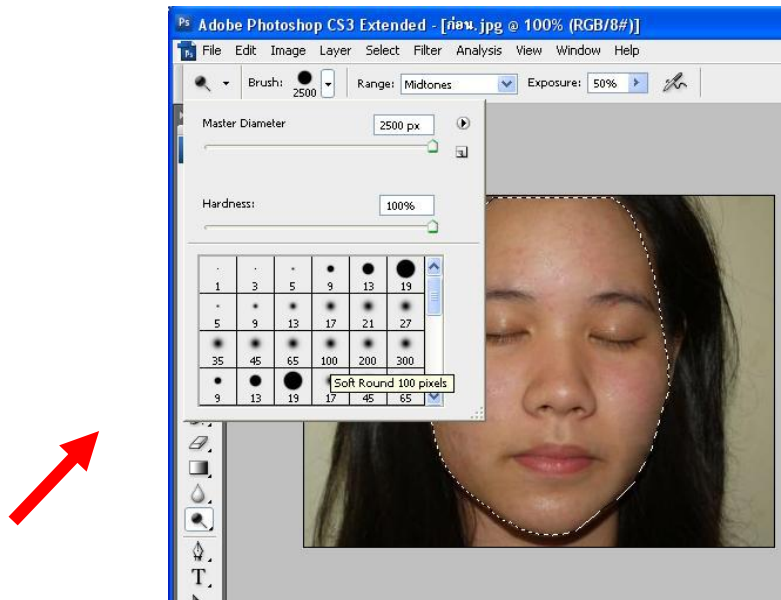 Ps Adobe Photoshop CS3 Extended - [ก่อน.jpg @ 100% (RGB/8#)]
Ps File Edit Image Layer Select Filter Analysis View Window Help
Brush: 2500 Range: Midtones Exposure: 50%
Master Diameter 2500 px
Hardness: 100%
1 3 5 9 13 19
5 9 13 17 21 27
35 45 65 100 200 300
Soft Round 100 pixels
9 13 19 17 45 65
T